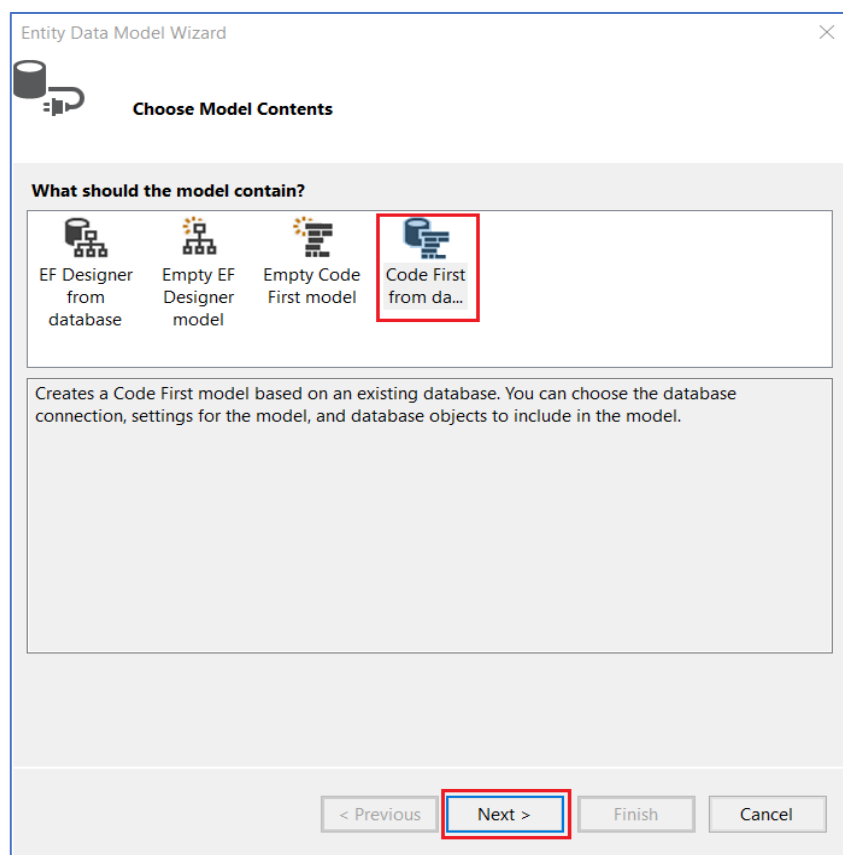 Entity Data Model Wizard
Choose Model Contents
What should the model contain?
EF Designer
from
database
Empty EF
Designer
model
Empty Code
First model
Code First
from da...
Creates a Code First model based on an existing database. You can choose the database
connection, settings for the model, and database objects to include in the model.
< Previous
Next >
Finish
Cancel